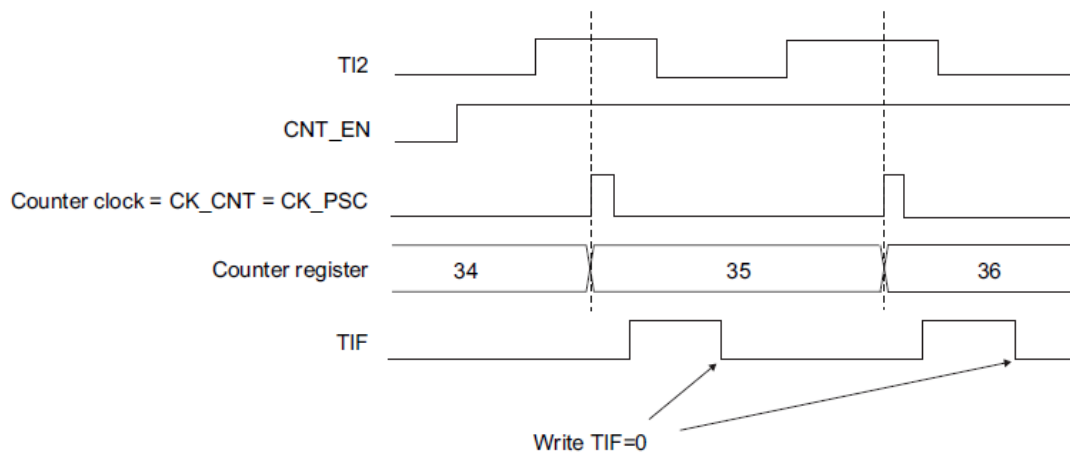 TI2
CNT_EN
Counter clock = CK_CNT = CK_PSC
Counter register 34 35 36
TIF
Write TIF=0